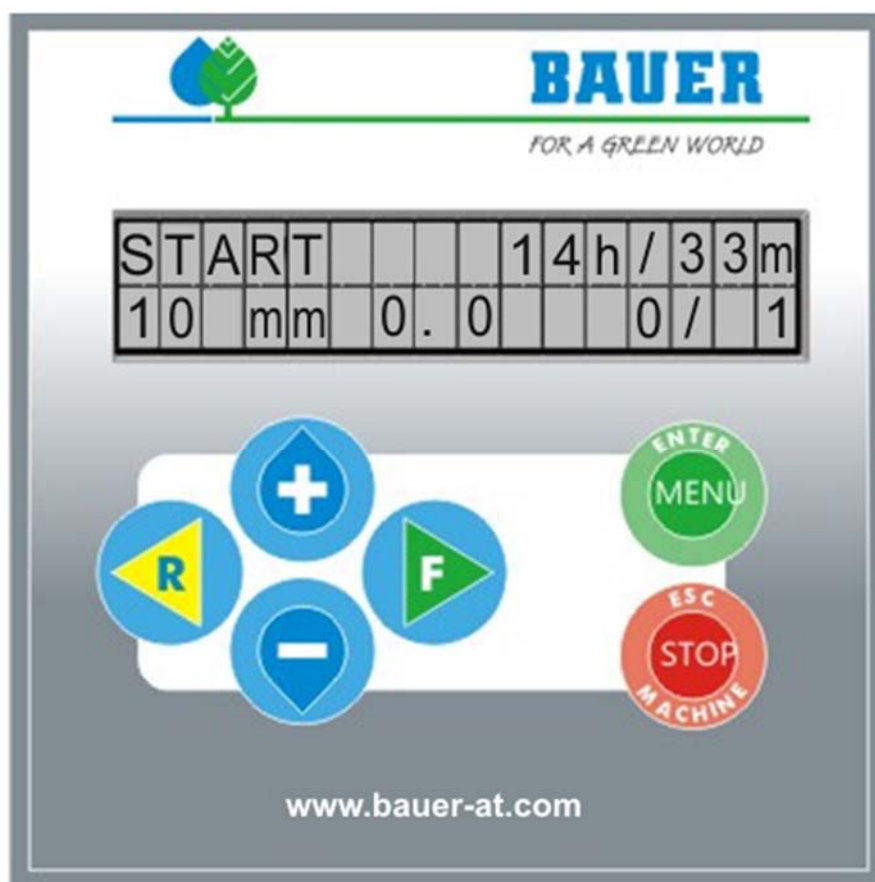 BAUER
FOR A GREEN WORLD
START 14h/33m
10 mm 0.0 0/ 1
+
R
F
−
ENTER
MENU
ESC
STOP
MACHINE
www.bauer-at.com